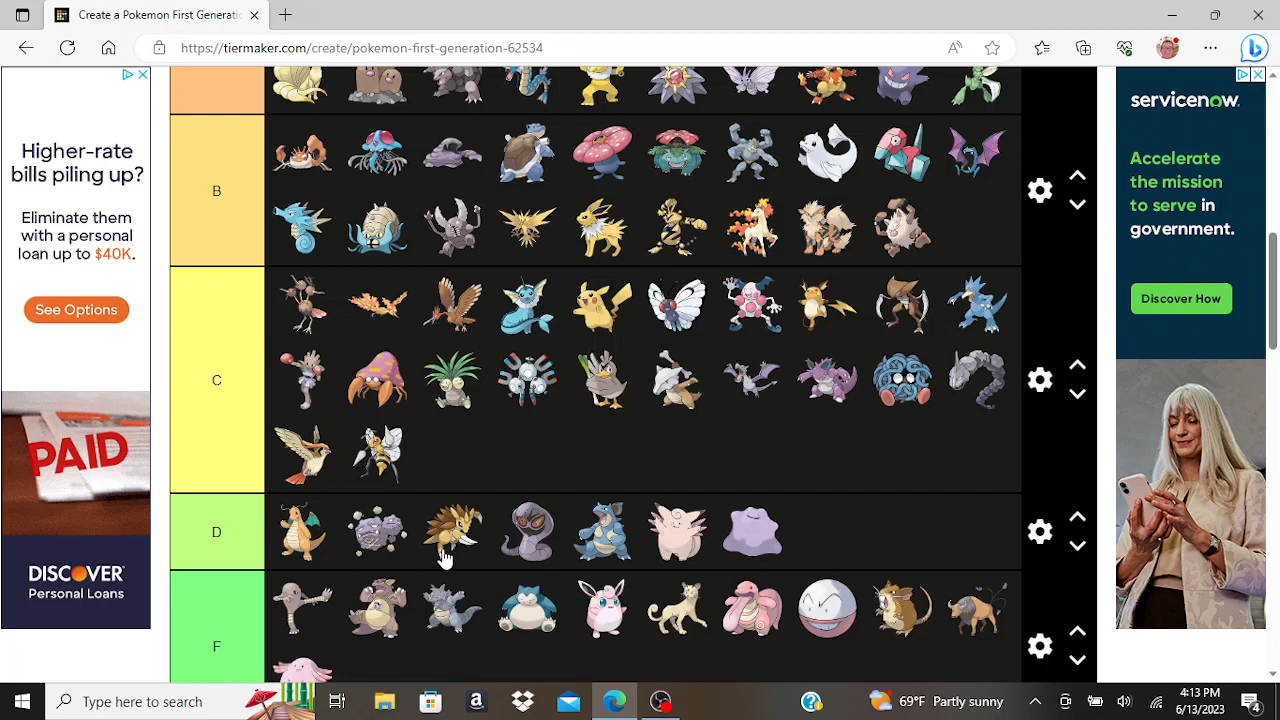 Create a Pokemon First Generati
https://tiermaker.com/create/pokemon-first-generation-62534
Higher-rate
bills piling up?
Eliminate them
with a personal
loan up to $40K.
See Options
PAID
DISCOVER
Personal Loans
B
C
D
F
servicenow
Accelerate
the mission
to serve in
government.
Discover How
Type here to search
69°F Partly sunny
4:13 PM
6/13/2023
4